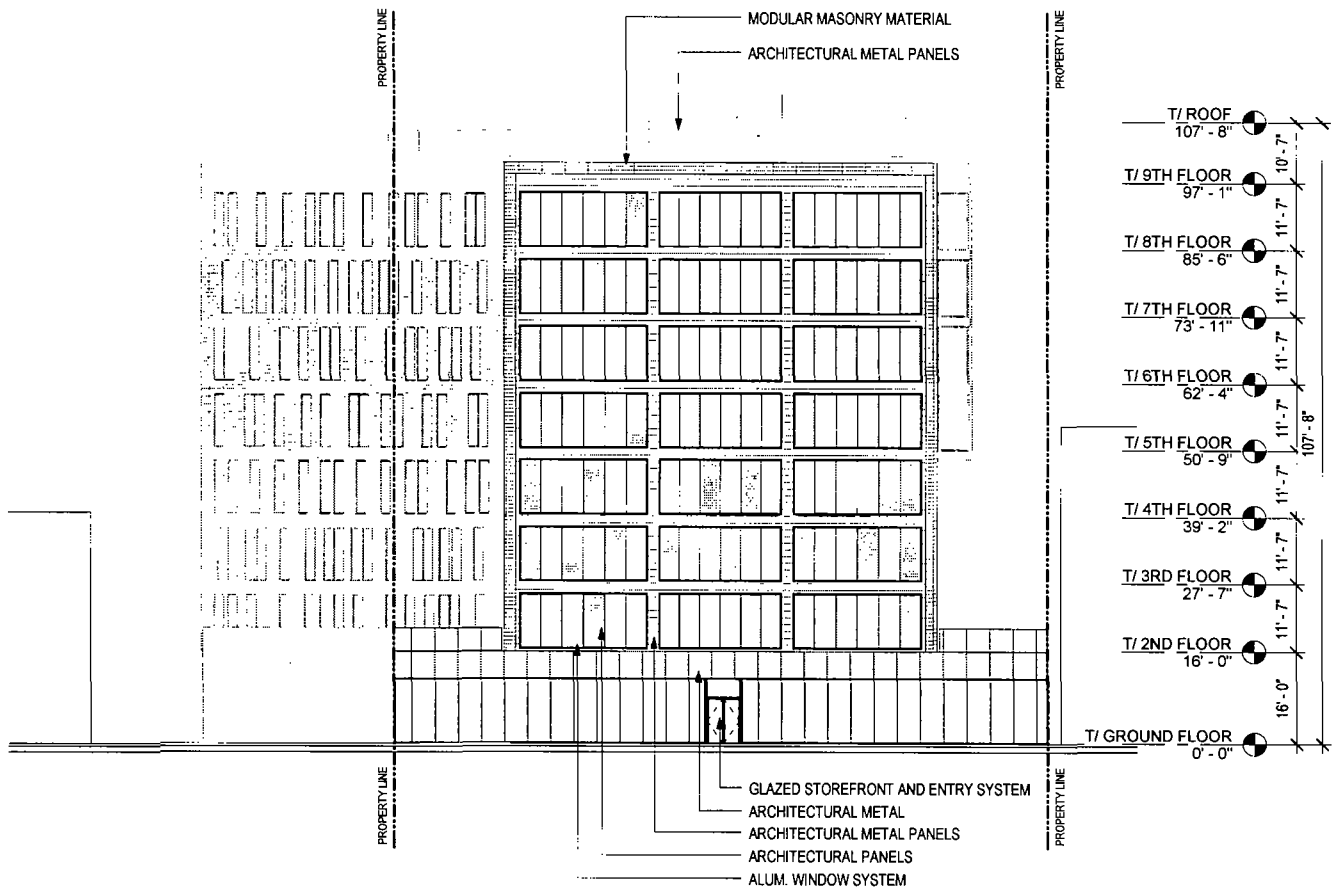 MODULAR MASONRY MATERIAL
ARCHITECTURAL METAL PANELS
PROPERTY LINE
PROPERTY LINE
T/ ROOF
107' - 8"
10' - 7"
T/ 9TH FLOOR
97' - 1"
11' - 7"
T/ 8TH FLOOR
85' - 6"
11' - 7"
T/ 7TH FLOOR
73' - 11"
11' - 7"
T/ 6TH FLOOR
62' - 4"
11' - 7"
107' - 8"
T/ 5TH FLOOR
50' - 9"
11' - 7"
T/ 4TH FLOOR
39' - 2"
11' - 7"
T/ 3RD FLOOR
27' - 7"
11' - 7"
T/ 2ND FLOOR
16' - 0"
16' - 0"
T/ GROUND FLOOR
0' - 0"
PROPERTY LINE
PROPERTY LINE
GLAZED STOREFRONT AND ENTRY SYSTEM
ARCHITECTURAL METAL
ARCHITECTURAL METAL PANELS
ARCHITECTURAL PANELS
ALUM. WINDOW SYSTEM